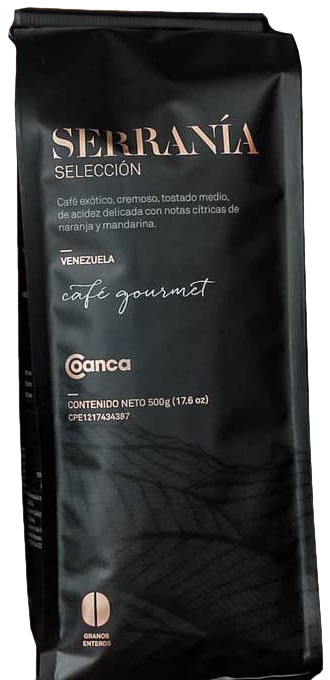 SERRANÍA
SELECCIÓN
Café exótico, cremoso, tostado medio,
de acidez delicada con notas cítricas de
naranja y mandarina.
VENEZUELA
café gourmet
Coanca
CONTENIDO NETO 500g (17.6 oz)
CPE1217434387
GRANOS
ENTEROS